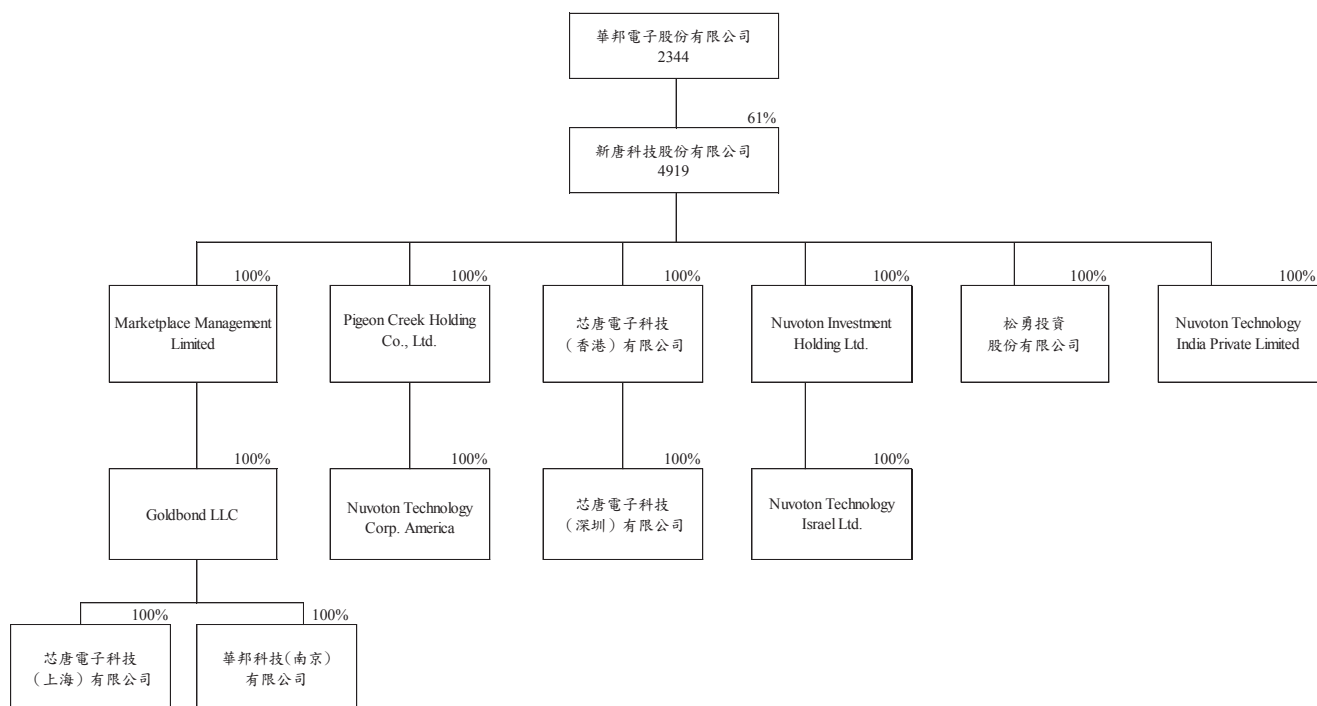 華邦電子股份有限公司
2344
61%
新唐科技股份有限公司
4919
100%
100%
100%
100%
100%
100%
Marketplace Management
Limited
Pigeon Creek Holding
Co., Ltd.
芯唐電子科技
（香港）有限公司
Nuvoton Investment
Holding Ltd.
松勇投資
股份有限公司
Nuvoton Technology
India Private Limited
100%
100%
100%
100%
Goldbond LLC
Nuvoton Technology
Corp. America
芯唐電子科技
（深圳）有限公司
Nuvoton Technology
Israel Ltd.
100%
100%
芯唐電子科技
（上海）有限公司
華邦科技(南京)
有限公司